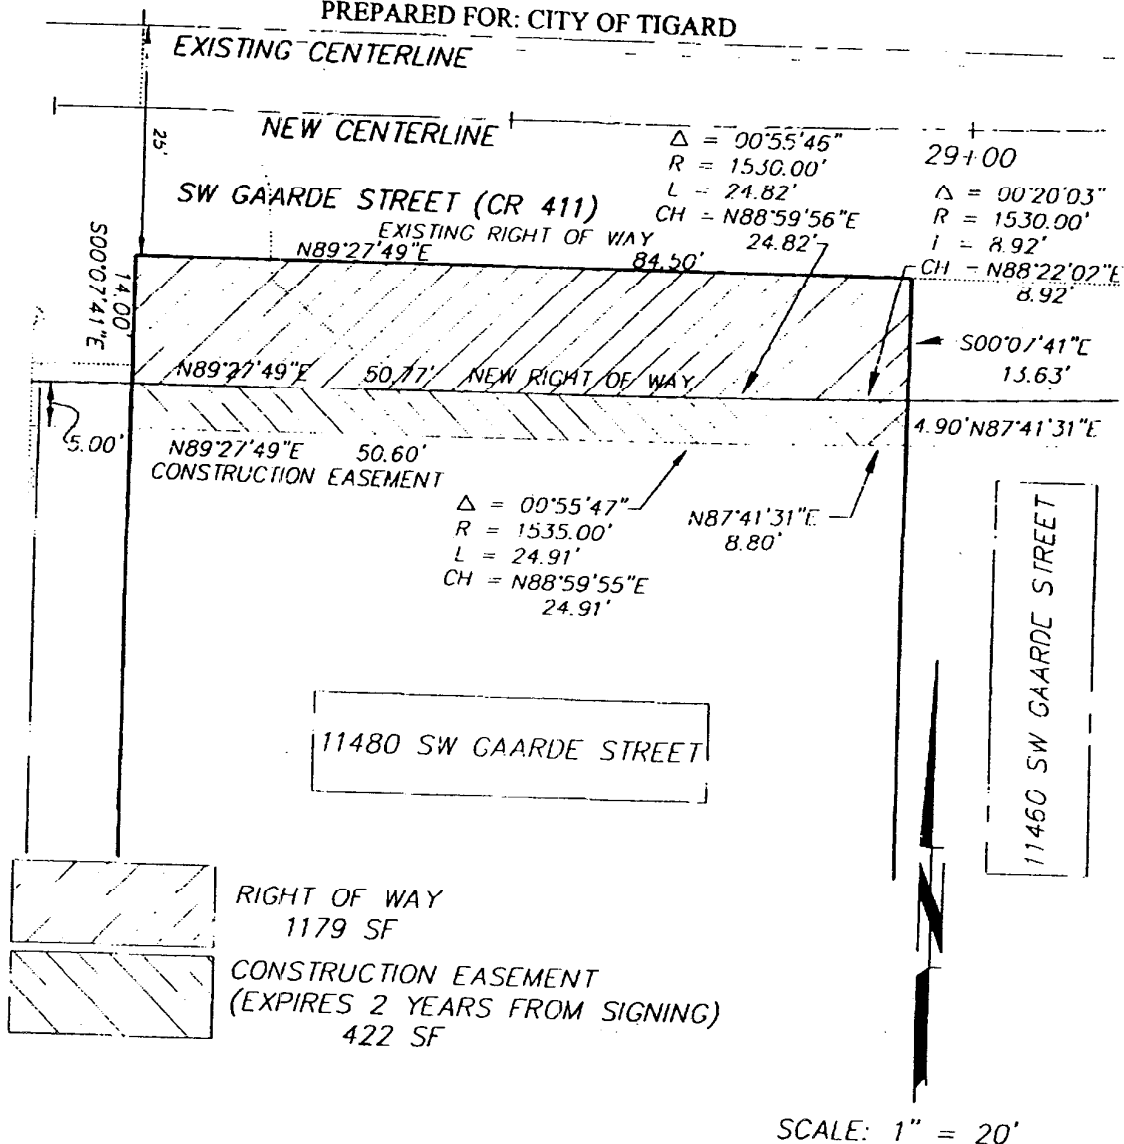 PREPARED FOR: CITY OF TIGARD
EXISTING CENTERLINE
NEW CENTERLINE
25'
29+00
Δ = 00°55'46"
R = 1530.00'
L = 24.82'
CH = N88°59'56"E
24.82'
Δ = 00°20'03"
R = 1530.00'
L = 8.92'
CH = N88°22'02"E
8.92'
SW GAARDE STREET (CR 411)
EXISTING RIGHT OF WAY
N89°27'49"E 84.50'
S00°07'41"E
14.00'
S00°07'41"E
13.63'
N89°27'49"E 50.77' NEW RIGHT OF WAY
5.00'
4.90' N87°41'31"E
N89°27'49"E 50.60'
CONSTRUCTION EASEMENT
Δ = 00°55'47"
R = 1535.00'
L = 24.91'
CH = N88°59'55"E
24.91'
N87°41'31"E
8.80'
11480 SW GAARDE STREET
11460 SW GAARDE STREET
RIGHT OF WAY
1179 SF
CONSTRUCTION EASEMENT
(EXPIRES 2 YEARS FROM SIGNING)
422 SF
N
SCALE: 1" = 20'